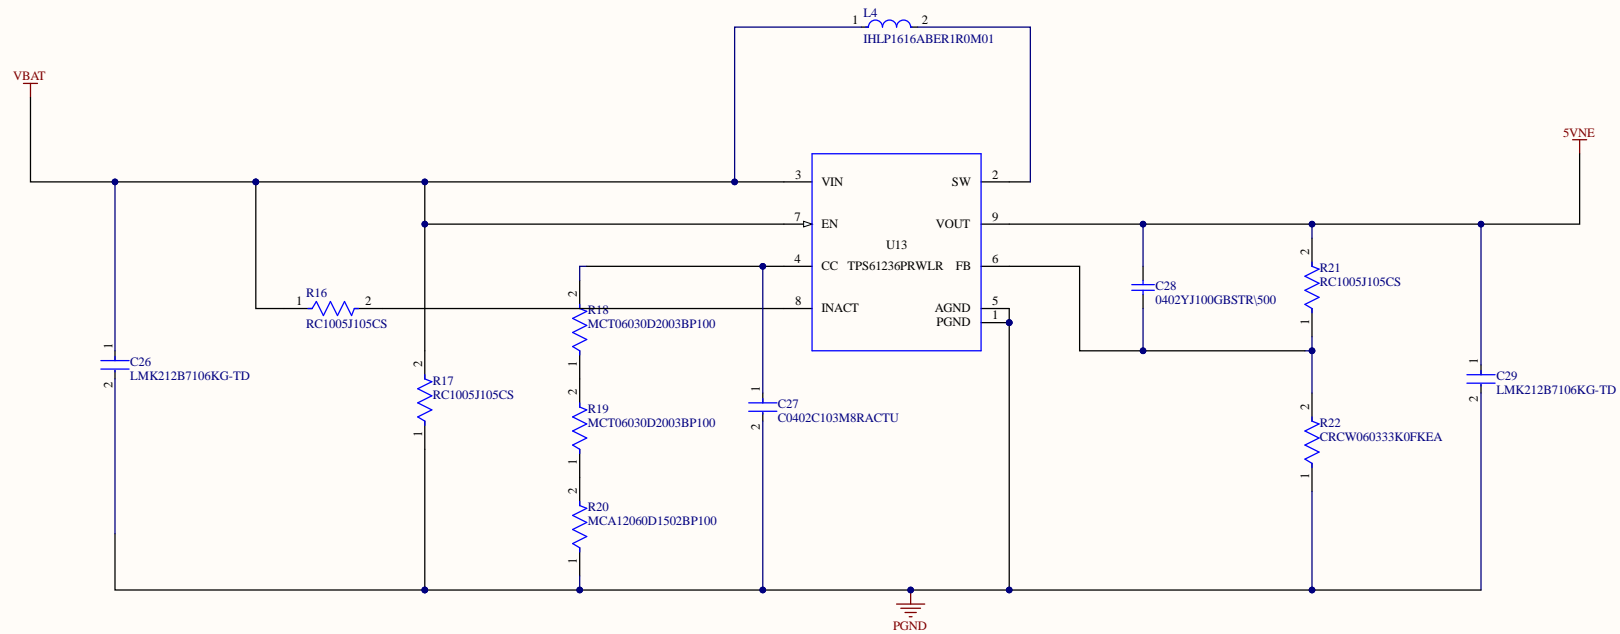 L4
1 2
IHLP1616ABER1R0M01
VBAT
5VNE
3 VIN
SW 2
7 EN
VOUT 9
U13
4 CC
TPS61236PRWLR
FB 6
8 INACT
AGND 5
PGND 1
R16
1 2
RC1005J105CS
2
R18
MCT06030D2003BP100
1
2
R19
MCT06030D2003BP100
1
2
R20
MCA12060D1502BP100
1
1
C26
LMK212B7106KG-TD
2
2
R17
RC1005J105CS
1
1
C27
C0402C103M8RACTU
2
C28
0402YJ100GBSTR\500
2
R21
RC1005J105CS
1
2
R22
CRCW060333K0FKEA
1
1
C29
LMK212B7106KG-TD
2
PGND